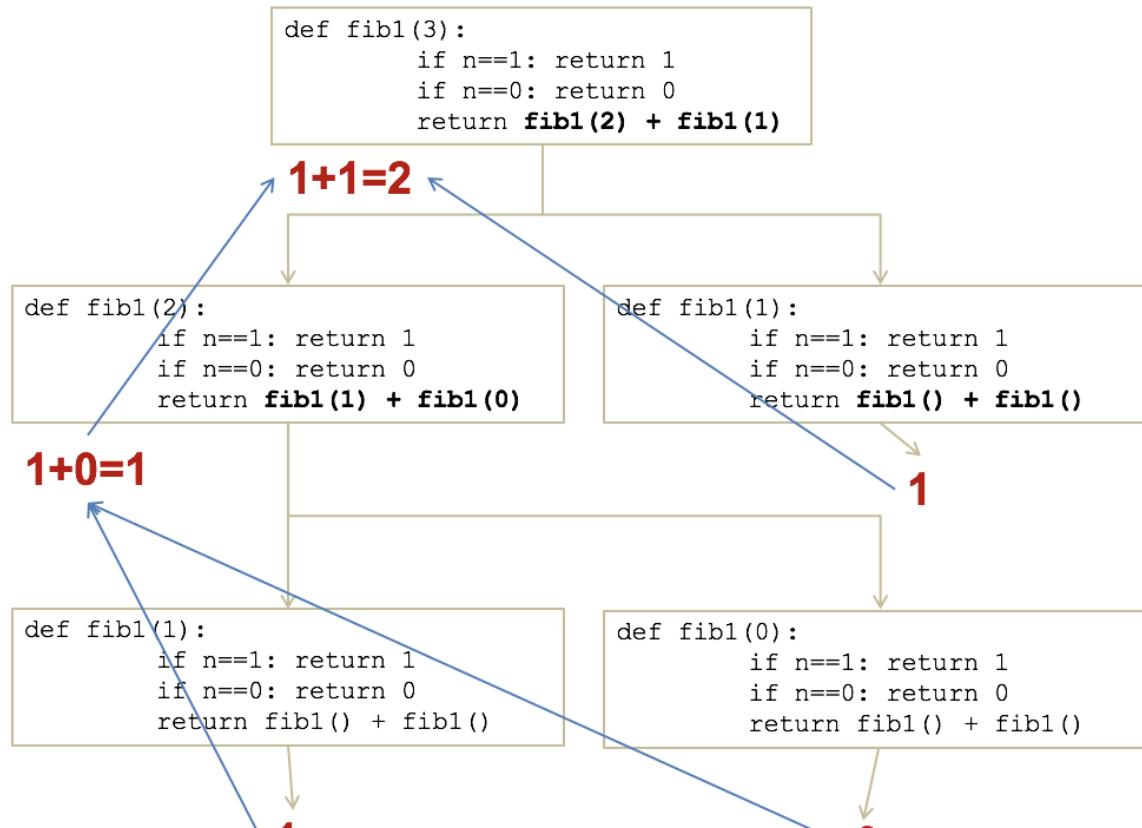 def fib1(3):
if n==1: return 1
if n==0: return 0
return fib1(2) + fib1(1)
1+1=2
def fib1(2):
if n==1: return 1
if n==0: return 0
return fib1(1) + fib1(0)
def fib1(1):
if n==1: return 1
if n==0: return 0
return fib1() + fib1()
1+0=1
1
def fib1(1):
if n==1: return 1
if n==0: return 0
return fib1() + fib1()
def fib1(0):
if n==1: return 1
if n==0: return 0
return fib1() + fib1()